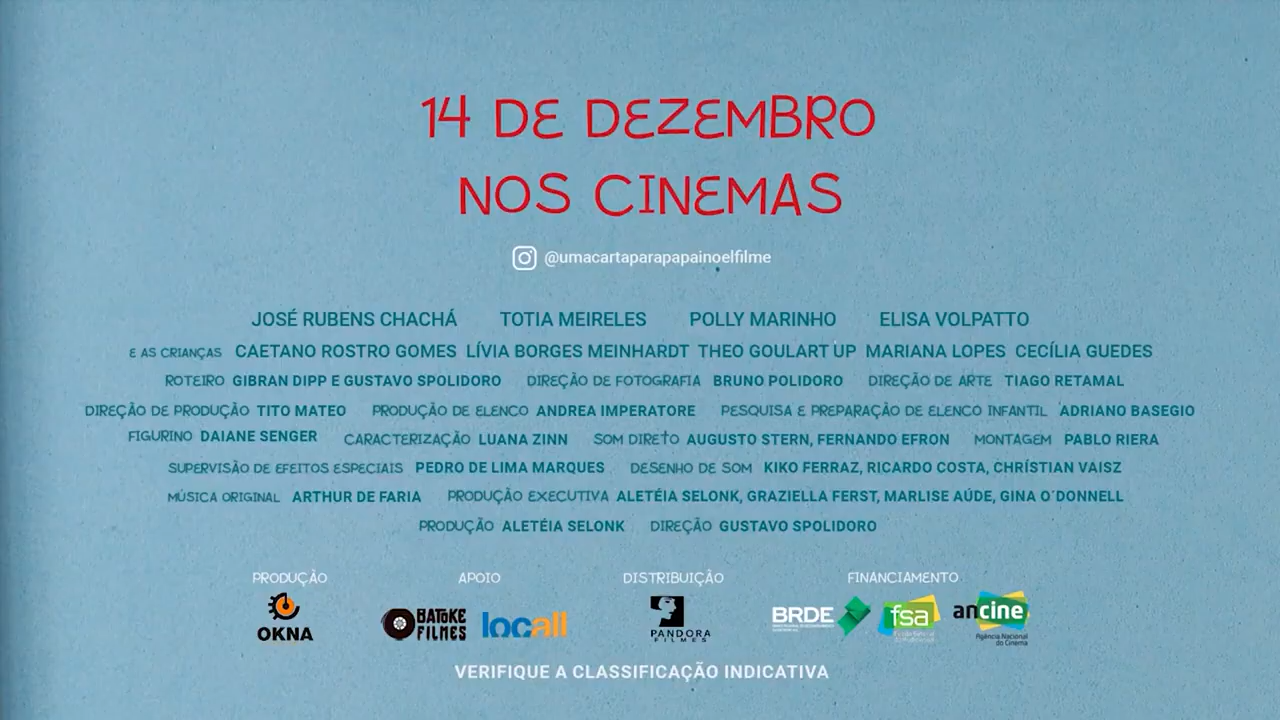 14 DE DEZEMBRO
NOS CINEMAS
@umacartaparapapainoelfilme
JOSÉ RUBENS CHACHÁ TOTIA MEIRELES POLLY MARINHO ELISA VOLPATTO
E AS CRIANÇAS CAETANO ROSTRO GOMES LÍVIA BORGES MEINHARDT THEO GOULART UP MARIANA LOPES CECÍLIA GUEDES
ROTEIRO GIBRAN DIPP E GUSTAVO SPOLIDORO DIREÇÃO DE FOTOGRAFIA BRUNO POLIDORO DIREÇÃO DE ARTE TIAGO RETAMAL
DIREÇÃO DE PRODUÇÃO TITO MATEO PRODUÇÃO DE ELENCO ANDREA IMPERATORE PESQUISA E PREPARAÇÃO DE ELENCO INFANTIL ADRIANO BASEGIO
FIGURINO DAIANE SENGER CARACTERIZAÇÃO LUANA ZINN SOM DIRETO AUGUSTO STERN, FERNANDO EFRON MONTAGEM PABLO RIERA
SUPERVISÃO DE EFEITOS ESPECIAIS PEDRO DE LIMA MARQUES DESENHO DE SOM KIKO FERRAZ, RICARDO COSTA, CHRÍSTIAN VAISZ
MÚSICA ORIGINAL ARTHUR DE FARIA PRODUÇÃO EXECUTIVA ALETÉIA SELONK, GRAZIELLA FERST, MARLISE AÚDE, GINA O´DONNELL
PRODUÇÃO ALETÉIA SELONK DIREÇÃO GUSTAVO SPOLIDORO
PRODUÇÃO APOIO DISTRIBUIÇÃO FINANCIAMENTO
OKNA BATOKE FILMES locall PANDORA FILMES BRDE fsa ancine
Agência Nacional
do Cinema
VERIFIQUE A CLASSIFICAÇÃO INDICATIVA